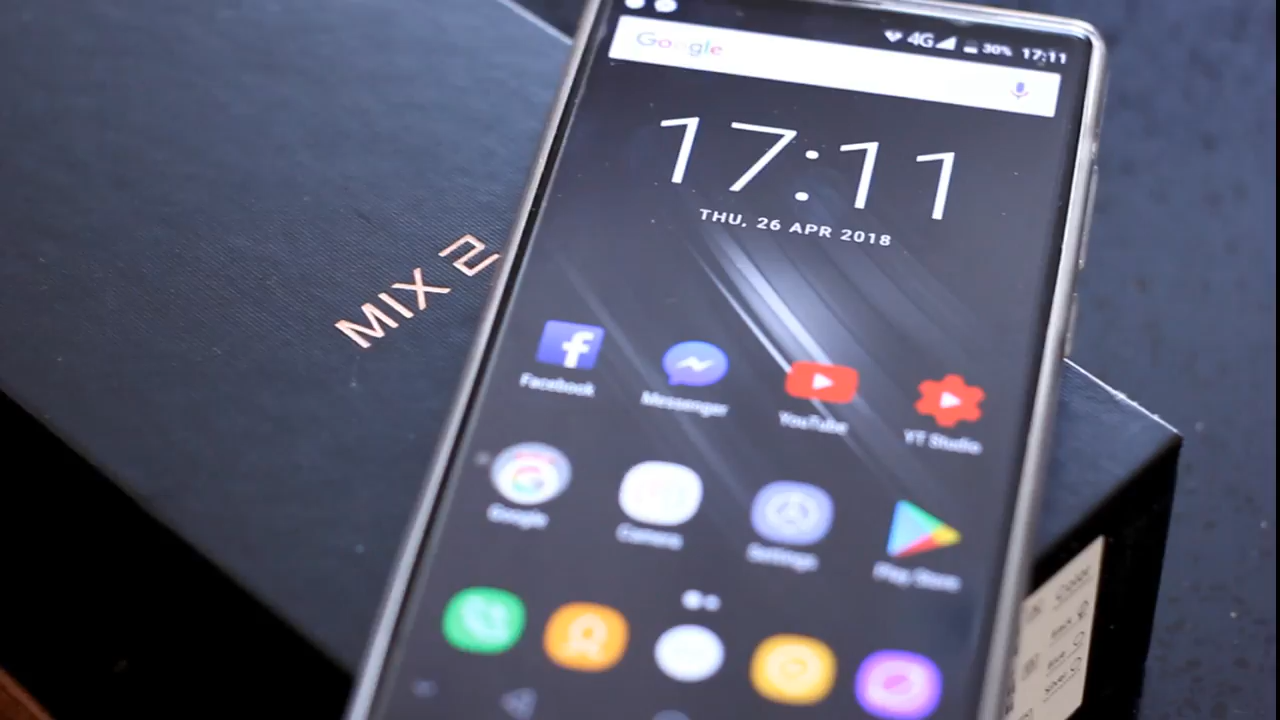 Google
4G 30% 17:11
17:11
THU, 26 APR 2018
MIX 2
Facebook
Messenger
YouTube
YT Studio
Google
Camera
Settings
Play Store